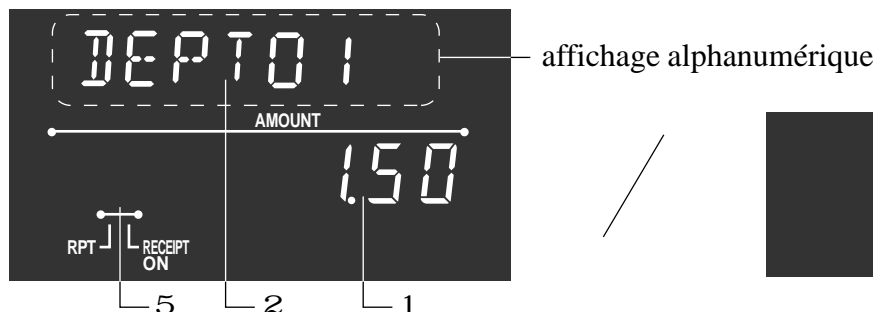 DEPT01
affichage alphanumérique
AMOUNT
1.50
RPT RECEIPT
ON
5 2 1